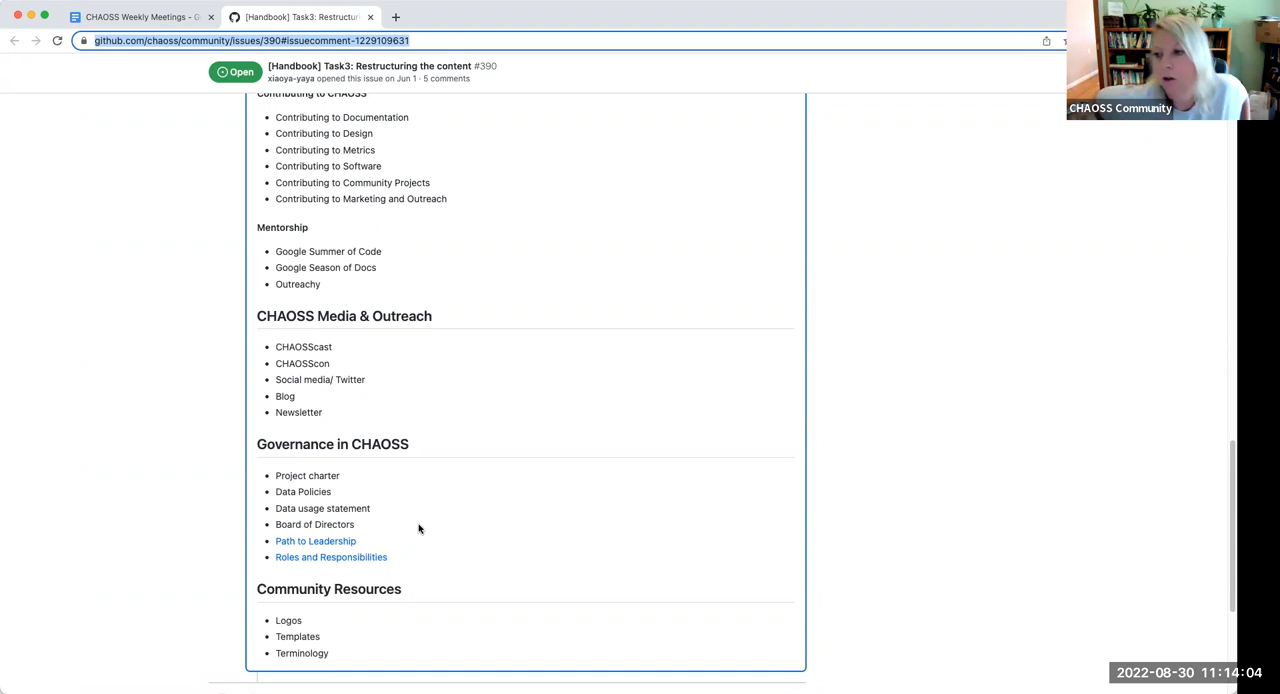 CHAOSS Weekly Meetings - G
[Handbook] Task3: Restructuri
github.com/chaoss/community/issues/390#issuecomment-1229109631
Open
[Handbook] Task3: Restructuring the content #390
xiaoya-yaya opened this issue on Jun 1 · 5 comments
CHAOSS Community
Contributing to CHAOSS
Contributing to Documentation
Contributing to Design
Contributing to Metrics
Contributing to Software
Contributing to Community Projects
Contributing to Marketing and Outreach
Mentorship
Google Summer of Code
Google Season of Docs
Outreachy
CHAOSS Media & Outreach
CHAOSScast
CHAOSScon
Social media/ Twitter
Blog
Newsletter
Governance in CHAOSS
Project charter
Data Policies
Data usage statement
Board of Directors
Path to Leadership
Roles and Responsibilities
Community Resources
Logos
Templates
Terminology
2022-08-30 11:14:04